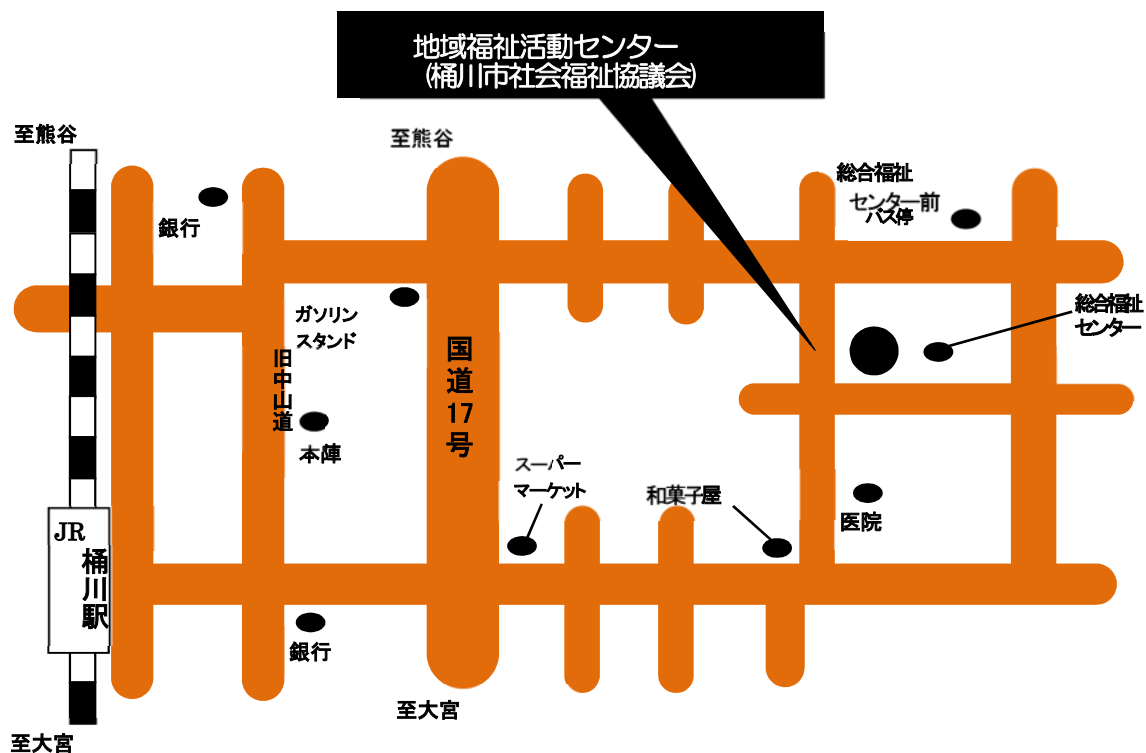 地域福祉活動センター
(桶川市社会福祉協議会)
至熊谷
至熊谷
総合福祉
センター前
バス停
銀行
ガソリン
スタンド
総合福祉
センター
旧中山道
国道17号
本陣
スーパー
マーケット
和菓子屋
医院
JR
桶川駅
銀行
至大宮
至大宮